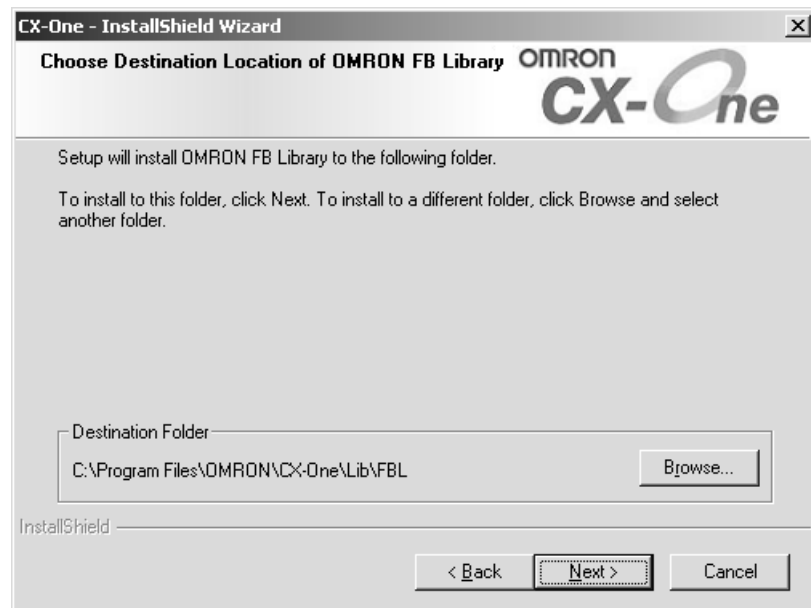 CX-One - InstallShield Wizard
Choose Destination Location of OMRON FB Library
OMRON
CX-One
Setup will install OMRON FB Library to the following folder.
To install to this folder, click Next. To install to a different folder, click Browse and select
another folder.
Destination Folder
C:\Program Files\OMRON\CX-One\Lib\FBL
Browse...
InstallShield
< Back
Next >
Cancel